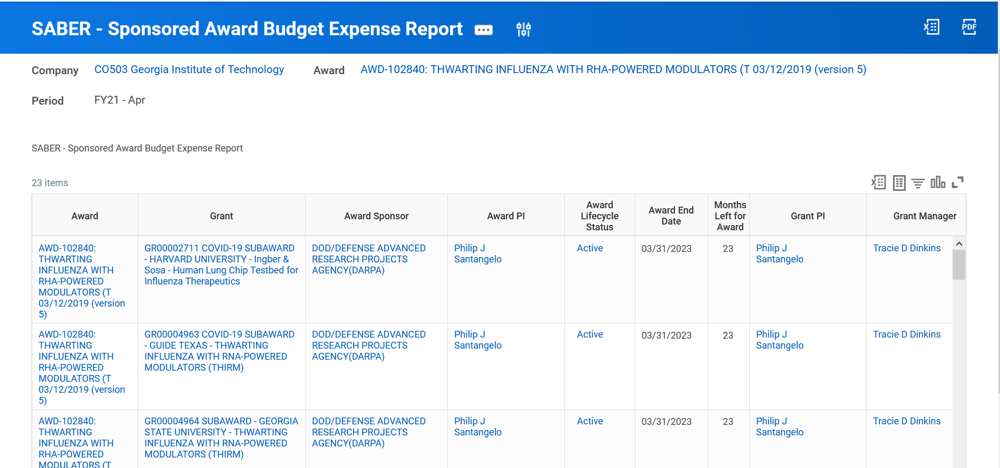 SABER - Sponsored Award Budget Expense Report
PDF
Company CO503 Georgia Institute of Technology Award AWD-102840: THWARTING INFLUENZA WITH RHA-POWERED MODULATORS (T 03/12/2019 (version 5)
Period FY21 - Apr
SABER - Sponsored Award Budget Expense Report
23 items
Award
Grant
Award Sponsor
Award PI
Award
Lifecycle
Status
Award End
Date
Months
Left for
Award
Grant PI
Grant Manager
AWD-102840:
THWARTING
INFLUENZA WITH
RHA-POWERED
MODULATORS (T
03/12/2019 (version
5)
GR00002711 COVID-19 SUBAWARD
- HARVARD UNIVERSITY - Ingber &
Sosa - Human Lung Chip Testbed for
Influenza Therapeutics
DOD/DEFENSE ADVANCED
RESEARCH PROJECTS
AGENCY(DARPA)
Philip J
Santangelo
Active
03/31/2023
23
Philip J
Santangelo
Tracie D Dinkins
AWD-102840:
THWARTING
INFLUENZA WITH
RHA-POWERED
MODULATORS (T
03/12/2019 (version
5)
GR00004963 COVID-19 SUBAWARD
- GUIDE TEXAS - THWARTING
INFLUENZA WITH RNA-POWERED
MODULATORS (THIRM)
DOD/DEFENSE ADVANCED
RESEARCH PROJECTS
AGENCY(DARPA)
Philip J
Santangelo
Active
03/31/2023
23
Philip J
Santangelo
Tracie D Dinkins
AWD-102840:
THWARTING
INFLUENZA WITH
RHA-POWERED
MODULATORS (T
GR00004964 SUBAWARD - GEORGIA
STATE UNIVERSITY - THWARTING
INFLUENZA WITH RNA-POWERED
MODULATORS (THIRM)
DOD/DEFENSE ADVANCED
RESEARCH PROJECTS
AGENCY(DARPA)
Philip J
Santangelo
Active
03/31/2023
23
Philip J
Santangelo
Tracie D Dinkins